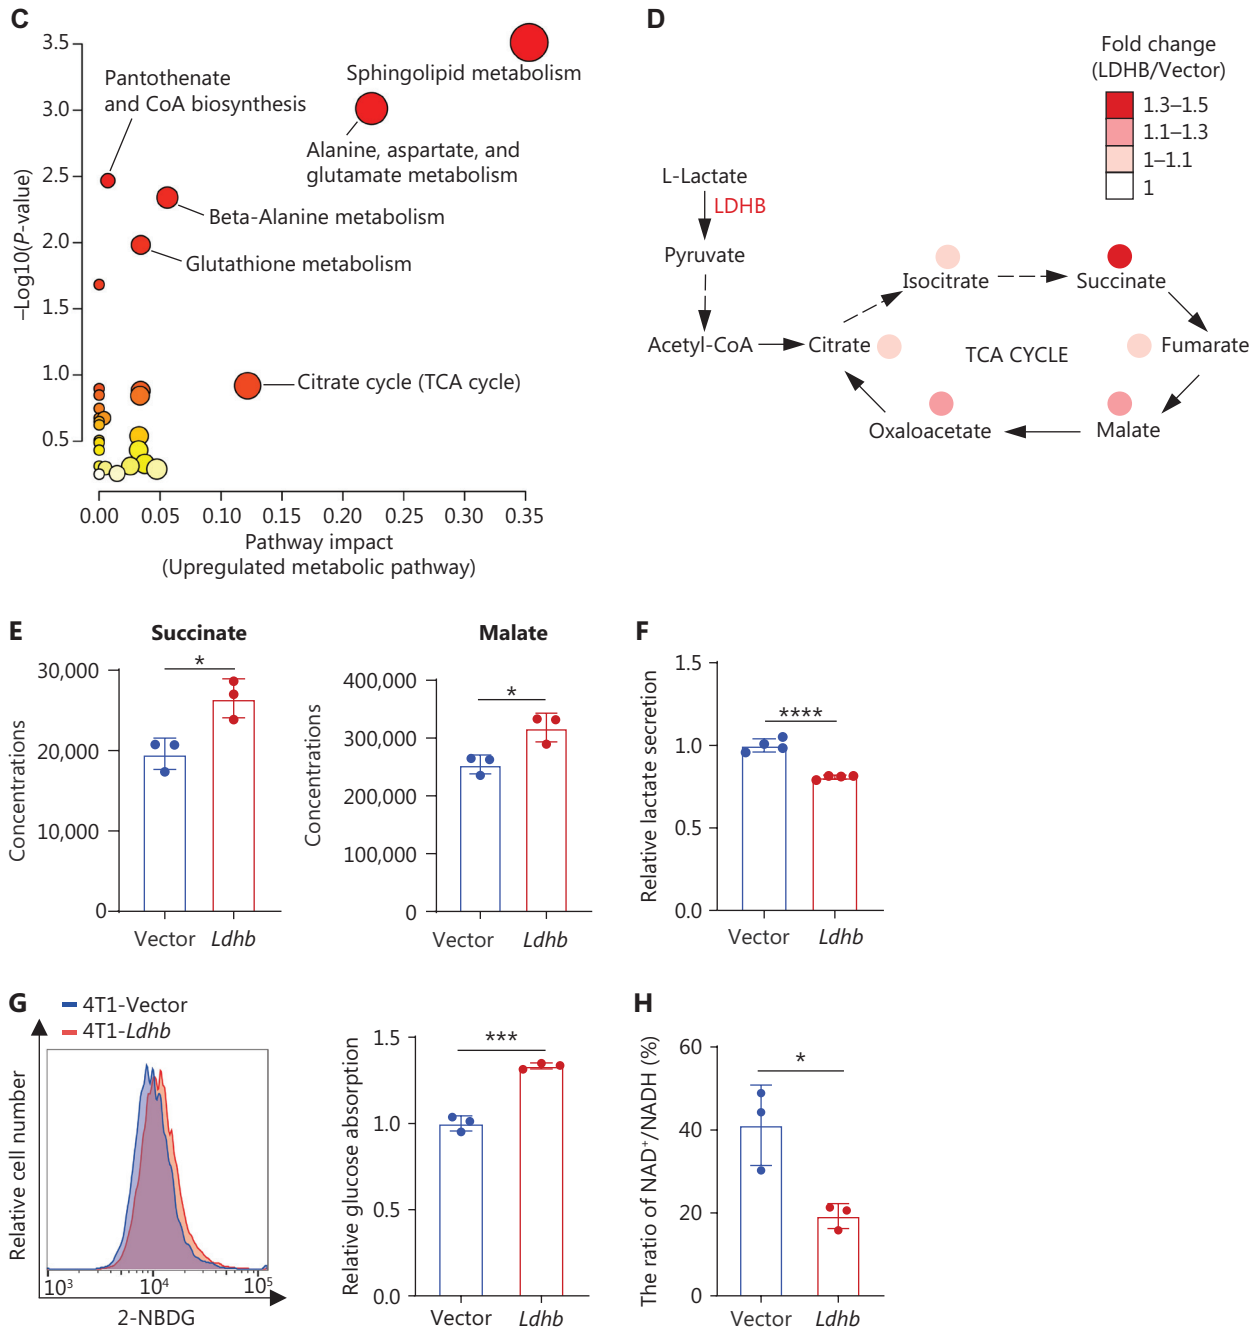 C
3.5
3.0
2.5
2.0
1.5
1.0
0.5
–Log10(P-value)
Sphingolipid metabolism
Pantothenate
and CoA biosynthesis
Alanine, aspartate, and
glutamate metabolism
Beta-Alanine metabolism
Glutathione metabolism
Citrate cycle (TCA cycle)
0.00 0.05 0.10 0.15 0.20 0.25 0.30 0.35
Pathway impact
(Upregulated metabolic pathway)
D
Fold change
(LDHB/Vector)
1.3–1.5
1.1–1.3
1–1.1
1
L-Lactate
LDHB
Pyruvate
Acetyl-CoA
Citrate
Isocitrate
Succinate
Fumarate
Malate
Oxaloacetate
TCA CYCLE
E
Succinate
*
30,000
20,000
10,000
0
Concentrations
Vector Ldhb
Malate
*
400,000
300,000
200,000
100,000
0
Concentrations
Vector Ldhb
F
****
1.5
1.0
0.5
0.0
Relative lactate secretion
Vector Ldhb
G
4T1-Vector
4T1-Ldhb
Relative cell number
10³ 10⁴ 10⁵
2-NBDG
***
1.5
1.0
0.5
0.0
Relative glucose absorption
Vector Ldhb
H
*
60
40
20
0
The ratio of NAD⁺/NADH (%)
Vector Ldhb